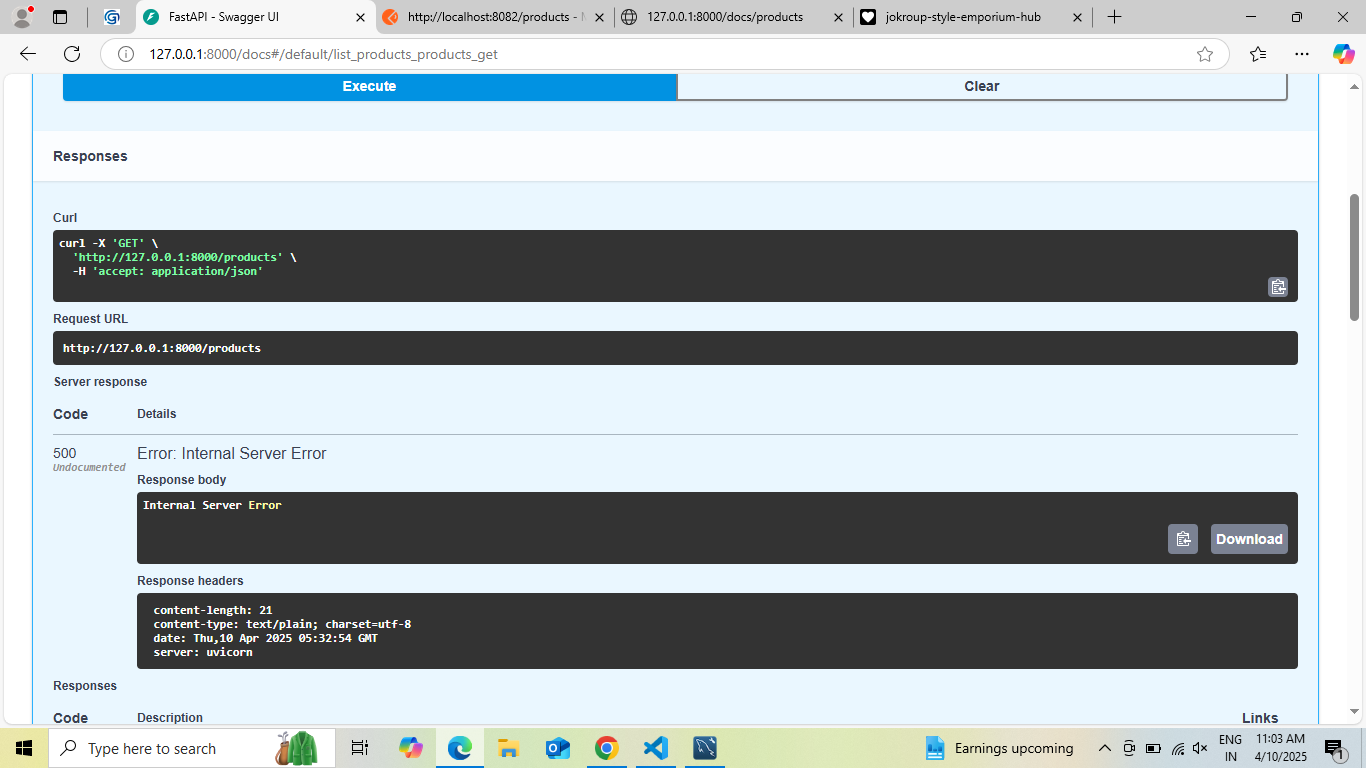 FastAPI - Swagger UI
http://localhost:8082/products - M
127.0.0.1:8000/docs/products
jokroup-style-emporium-hub
127.0.0.1:8000/docs#/default/list_products_products_get
Execute
Clear
Responses
Curl
curl -X 'GET' \
'http://127.0.0.1:8000/products' \
-H 'accept: application/json'
Request URL
http://127.0.0.1:8000/products
Server response
Code
Details
500
Undocumented
Error: Internal Server Error
Response body
Internal Server Error
Download
Response headers
content-length: 21
content-type: text/plain; charset=utf-8
date: Thu,10 Apr 2025 05:32:54 GMT
server: uvicorn
Responses
Code
Description
Links
Type here to search
Earnings upcoming
ENG
IN
11:03 AM
4/10/2025
1